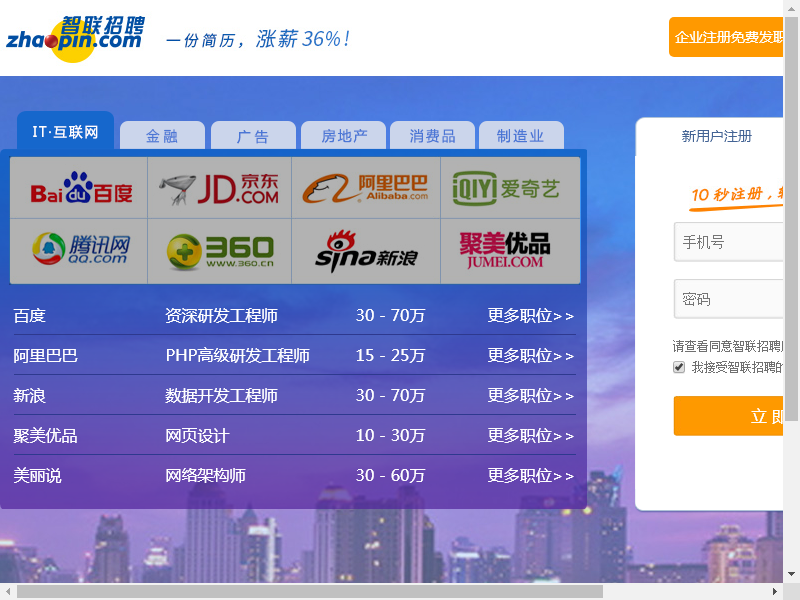 智联招聘
zhaopin.com
一份简历，涨薪36%！
企业注册免费发职
IT·互联网
金融
广告
房地产
消费品
制造业
新用户注册
Bai du 百度
JD.京东
.COM
阿里巴巴
Alibaba.com
iQIYI 爱奇艺
腾讯网
QQ.com
360
www.360.cn
sina新浪
聚美优品
JUMEI.COM
10秒注册，
手机号
密码
请查看同意智联招聘
我接受智联招聘的
立即
百度 资深研发工程师 30 - 70万 更多职位>>
阿里巴巴 PHP高级研发工程师 15 - 25万 更多职位>>
新浪 数据开发工程师 30 - 70万 更多职位>>
聚美优品 网页设计 10 - 30万 更多职位>>
美丽说 网络架构师 30 - 60万 更多职位>>